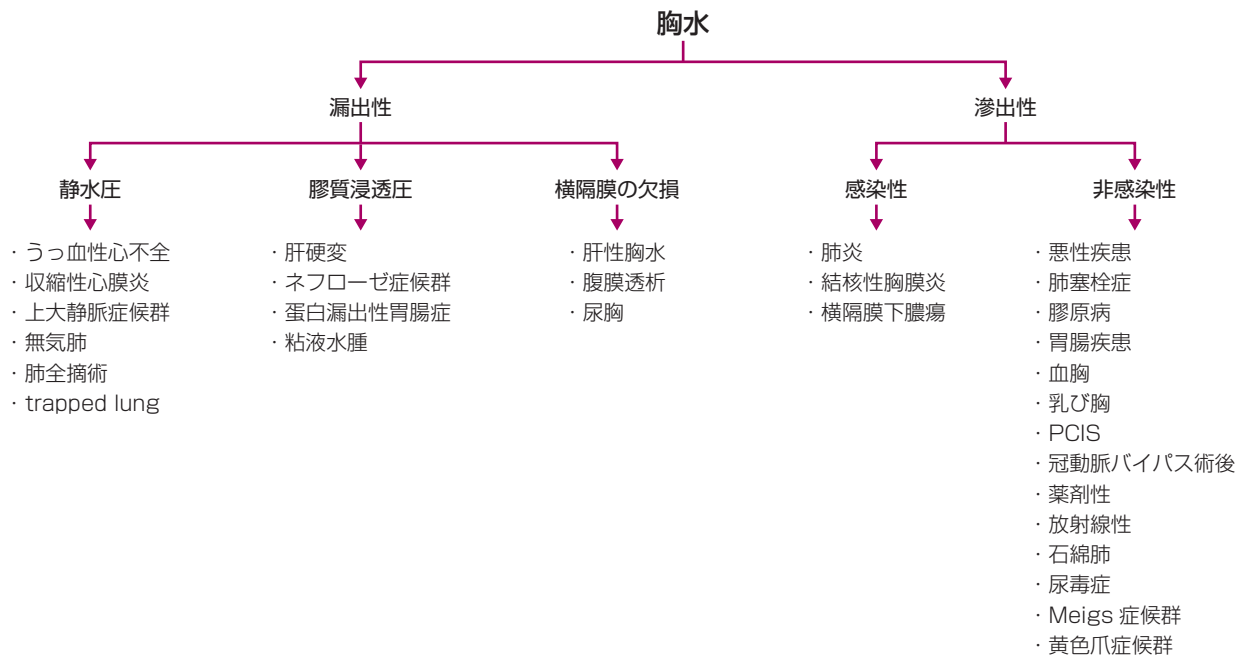 胸水
漏出性
滲出性
静水圧
膠質浸透圧
横隔膜の欠損
感染性
非感染性
・うっ血性心不全
・収縮性心膜炎
・上大静脈症候群
・無気肺
・肺全摘術
・trapped lung
・肝硬変
・ネフローゼ症候群
・蛋白漏出性胃腸症
・粘液水腫
・肝性胸水
・腹膜透析
・尿胸
・肺炎
・結核性胸膜炎
・横隔膜下膿瘍
・悪性疾患
・肺塞栓症
・膠原病
・胃腸疾患
・血胸
・乳び胸
・PCIS
・冠動脈バイパス術後
・薬剤性
・放射線性
・石綿肺
・尿毒症
・Meigs 症候群
・黄色爪症候群